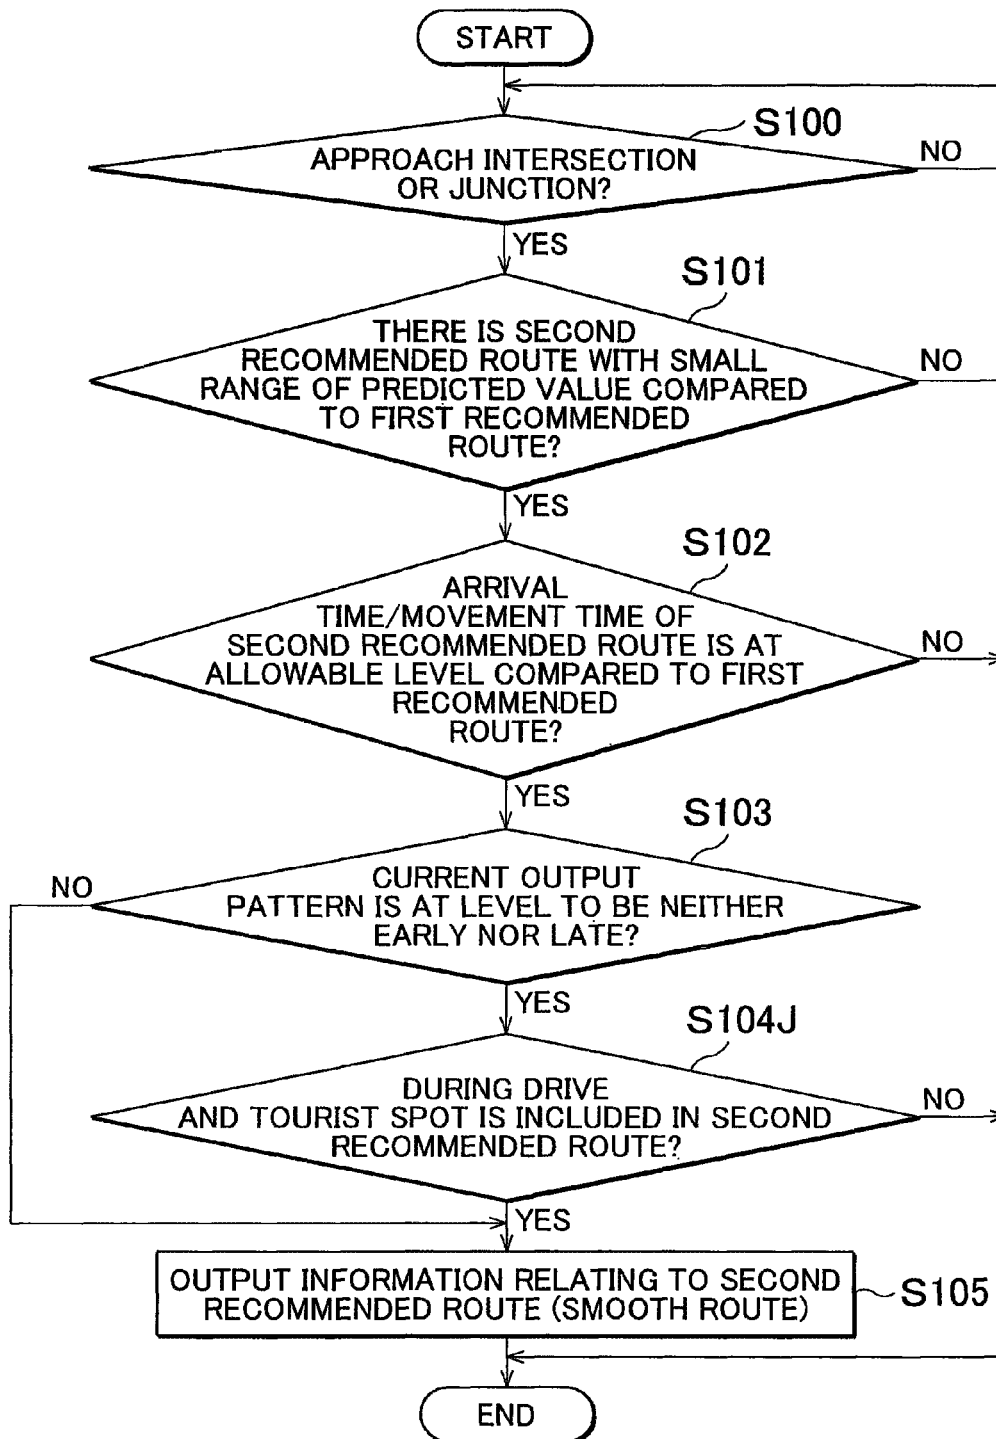 START
S100
APPROACH INTERSECTION
OR JUNCTION?
NO
YES
S101
THERE IS SECOND
RECOMMENDED ROUTE WITH SMALL
RANGE OF PREDICTED VALUE COMPARED
TO FIRST RECOMMENDED
ROUTE?
NO
YES
S102
ARRIVAL
TIME/MOVEMENT TIME OF
SECOND RECOMMENDED ROUTE IS AT
ALLOWABLE LEVEL COMPARED TO FIRST
RECOMMENDED
ROUTE?
NO
YES
S103
CURRENT OUTPUT
PATTERN IS AT LEVEL TO BE NEITHER
EARLY NOR LATE?
NO
YES
S104J
DURING DRIVE
AND TOURIST SPOT IS INCLUDED IN SECOND
RECOMMENDED ROUTE?
NO
YES
OUTPUT INFORMATION RELATING TO SECOND
RECOMMENDED ROUTE (SMOOTH ROUTE)
S105
END